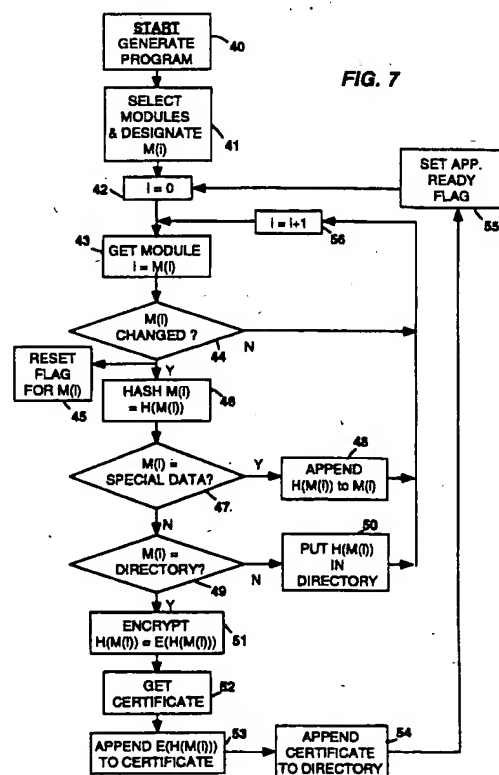 START
GENERATE
PROGRAM
40
FIG. 7
SELECT
MODULES
& DESIGNATE
M(i)
41
SET APP.
READY
FLAG
55
42
i = 0
i = i+1
56
43
GET MODULE
i = M(i)
M(i)
CHANGED ?
44
N
RESET
FLAG
FOR M(i)
45
Y
HASH M(i)
= H(M(i))
46
M(i) =
SPECIAL DATA?
47
Y
48
APPEND
H(M(i)) to M(i)
N
M(i) =
DIRECTORY?
49
N
50
PUT H(M(i))
IN
DIRECTORY
Y
ENCRYPT
H(M(i)) = E(H(M(i)))
51
GET
CERTIFICATE
52
APPEND E(H(M(i)))
TO CERTIFICATE
53
54
APPEND
CERTIFICATE
TO DIRECTORY